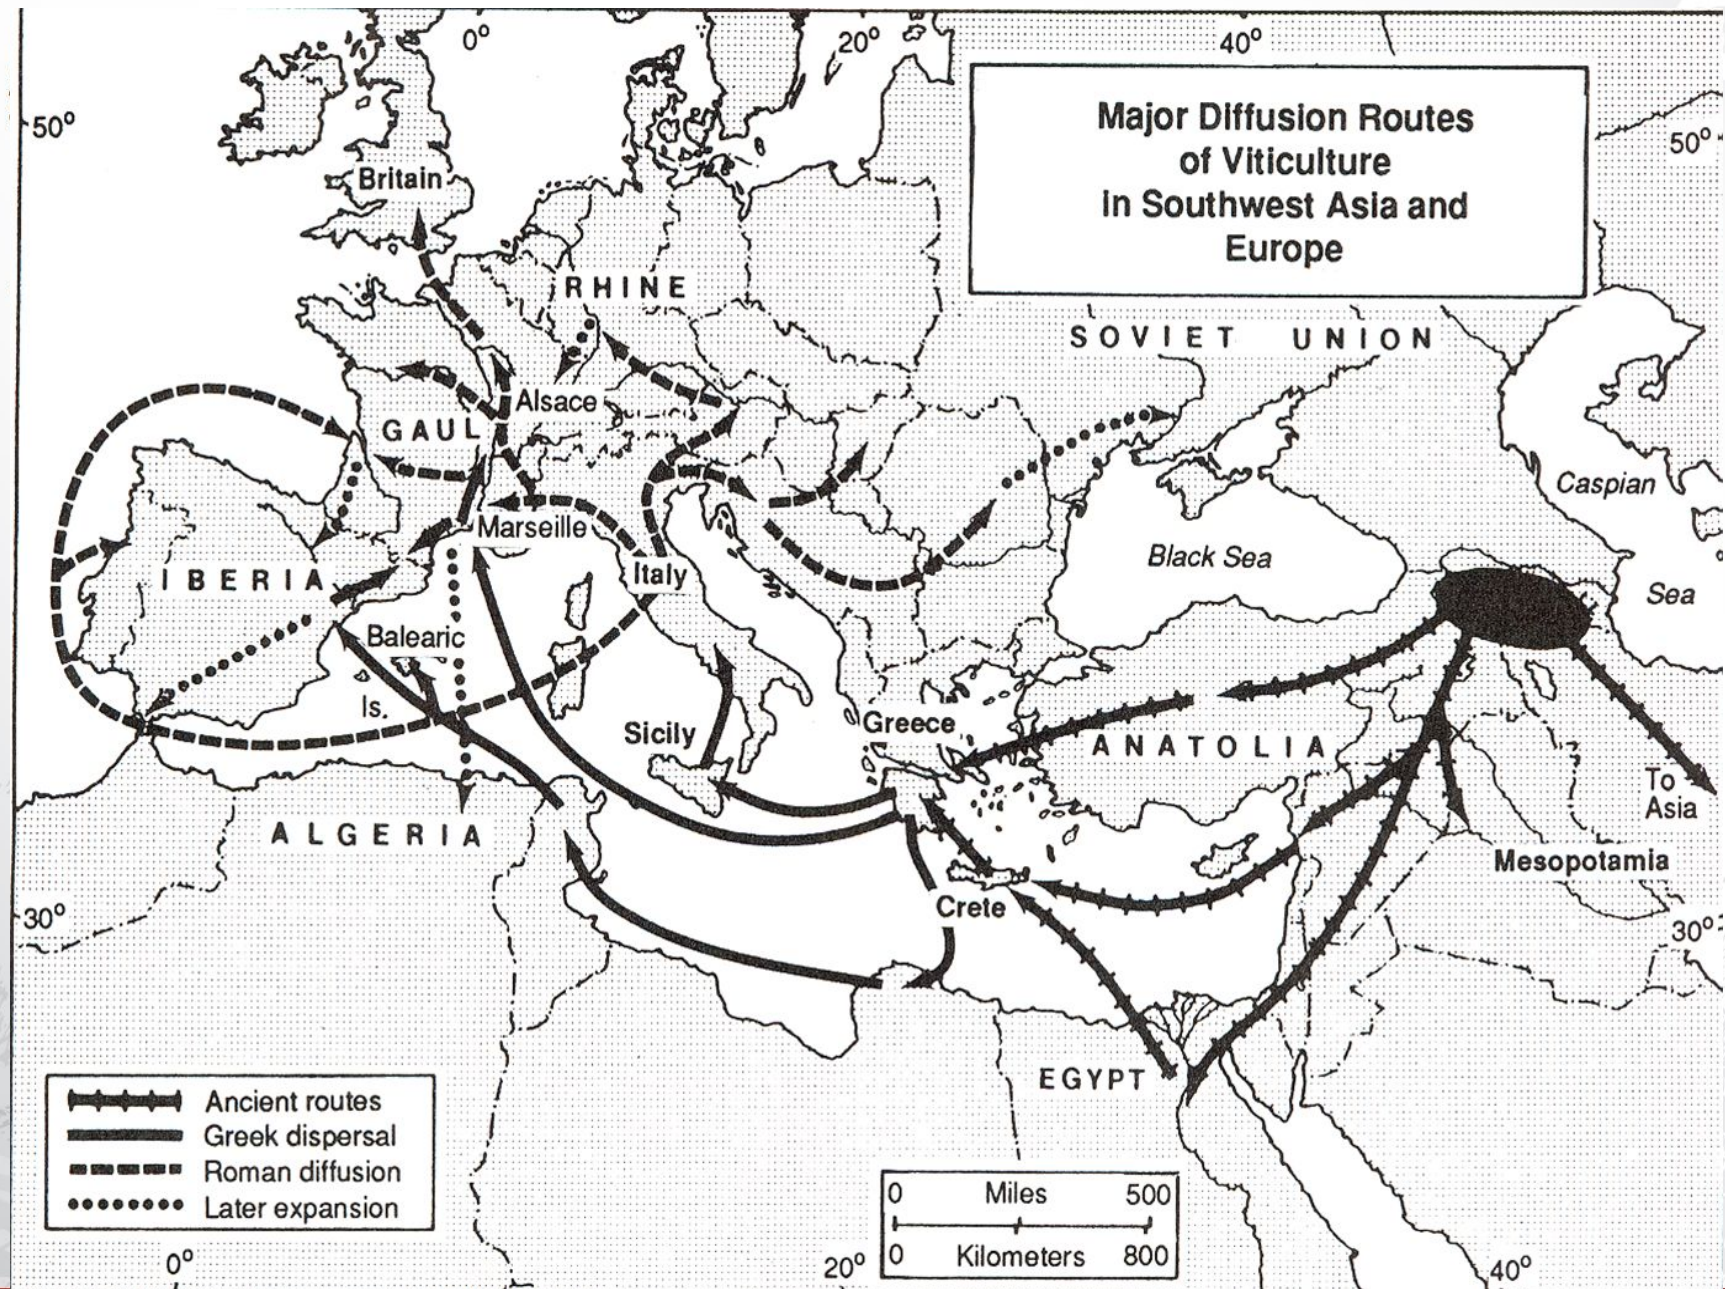 0°
20°
40°
50°
50°
Major Diffusion Routes
of Viticulture
in Southwest Asia and
Europe
Britain
RHINE
SOVIET UNION
Alsace
GAUL
Caspian
Sea
Marseille
Black Sea
Italy
IBERIA
Balearic
Is.
Sicily
Greece
ANATOLIA
To
Asia
ALGERIA
Mesopotamia
Crete
30°
30°
EGYPT
Ancient routes
Greek dispersal
Roman diffusion
Later expansion
0 Miles 500
0 Kilometers 800
0°
20°
40°